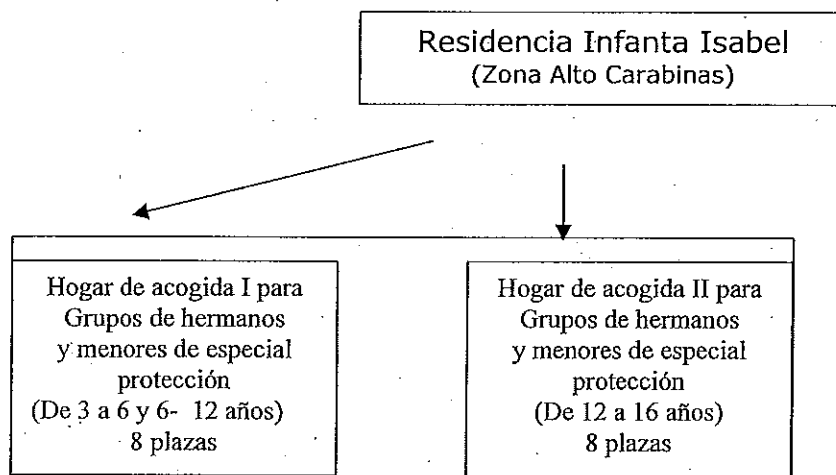 Residencia Infanta Isabel
(Zona Alto Carabinas)
Hogar de acogida I para
Grupos de hermanos
y menores de especial
protección
(De 3 a 6 y 6- 12 años)
8 plazas
Hogar de acogida II para
Grupos de hermanos
y menores de especial
protección
(De 12 a 16 años)
8 plazas